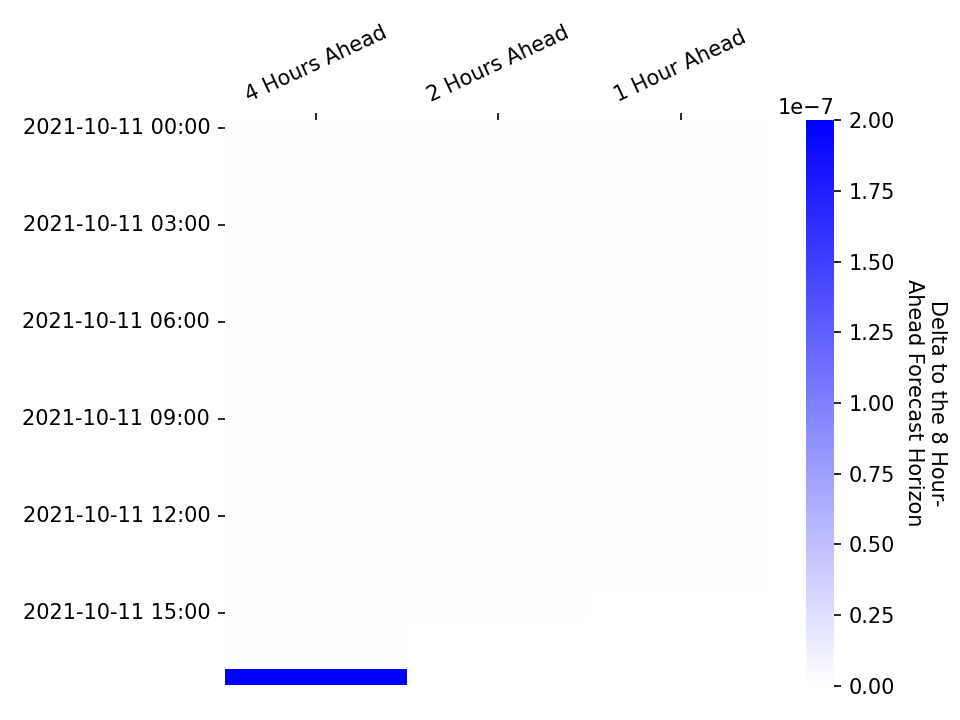 4 Hours Ahead
2 Hours Ahead
1 Hour Ahead
1e−7
2021-10-11 00:00
2021-10-11 03:00
2021-10-11 06:00
2021-10-11 09:00
2021-10-11 12:00
2021-10-11 15:00
2.00
1.75
1.50
1.25
1.00
0.75
0.50
0.25
0.00
Delta to the 8 Hour-
Ahead Forecast Horizon